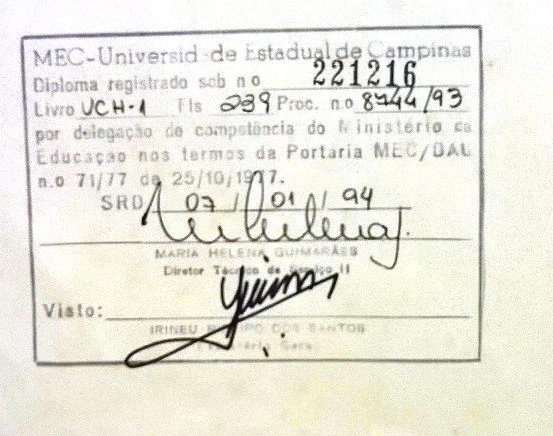 MEC-Universid de Estadual de Campinas
Diploma registrado sob no 221216
Livro UCH-1 Fls 239 Proc. n.o 8744/93
por delegação de competência do Ministério da
Educação nos termos da Portaria MEC/DAU
n.o 71/77 de 25/10/1977.
SRD, 07 / 01 / 94
MARIA HELENA GUIMARÃES
Diretor Técnico de Serviço II
Visto:
IRINEU DOS SANTOS